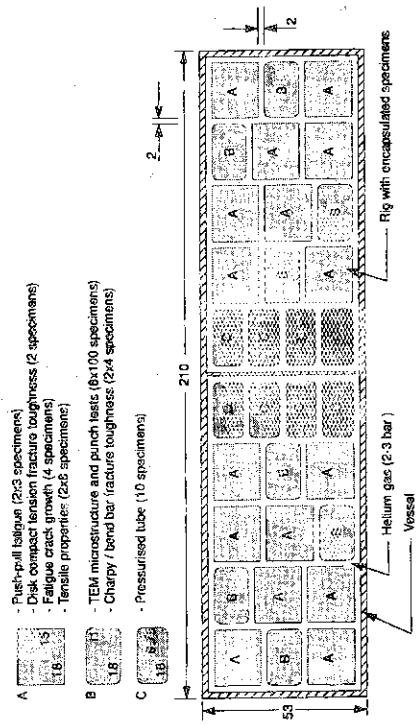 A
- Push-pull fatigue (2x3 specimens)
- Disk compact tension fracture toughness (2 specimens)
- Fatigue crack growth (4 specimens)
- Tensile properties (2x6 specimens)
15
18
B
- TEM microstructure and punch tests (6x100 specimens)
- Charpy / bend bar fracture toughness (2x4 specimens)
11
18
C
- Pressurised tube (10 specimens)
18
210
2
2
53
A B A A B C A A B A
B A A B C B A A B
A A B A A B A A
Helium gas (2-3 bar)
Vessel
Rig with encapsulated specimens